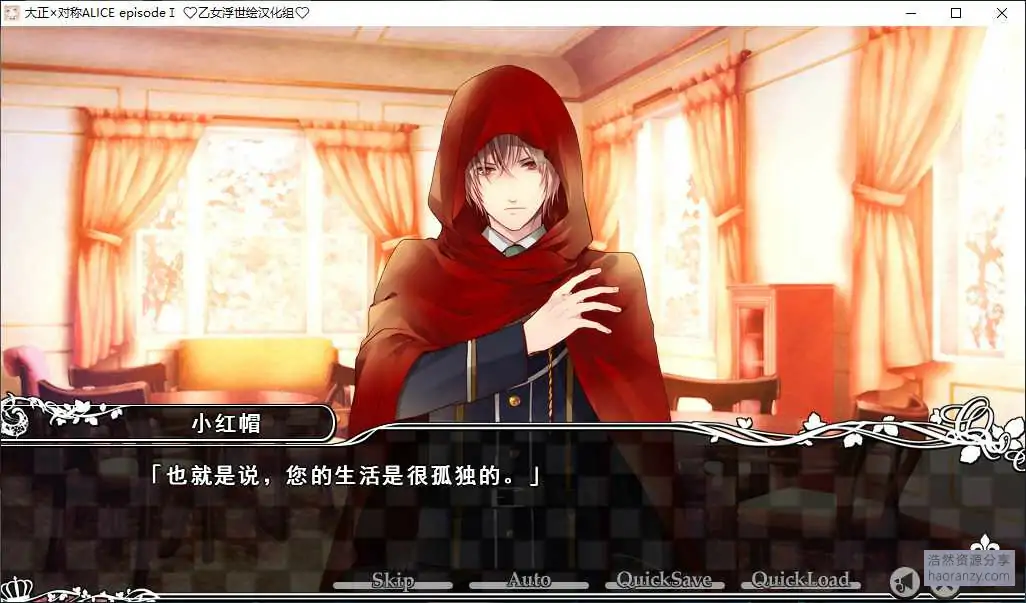 大正×对称ALICE episode I ♡乙女浮世绘汉化组♡
小红帽
「也就是说，您的生活是很孤独的。」
Skip Auto QuickSave QuickLoad
浩然资源分享
haoranzy.com